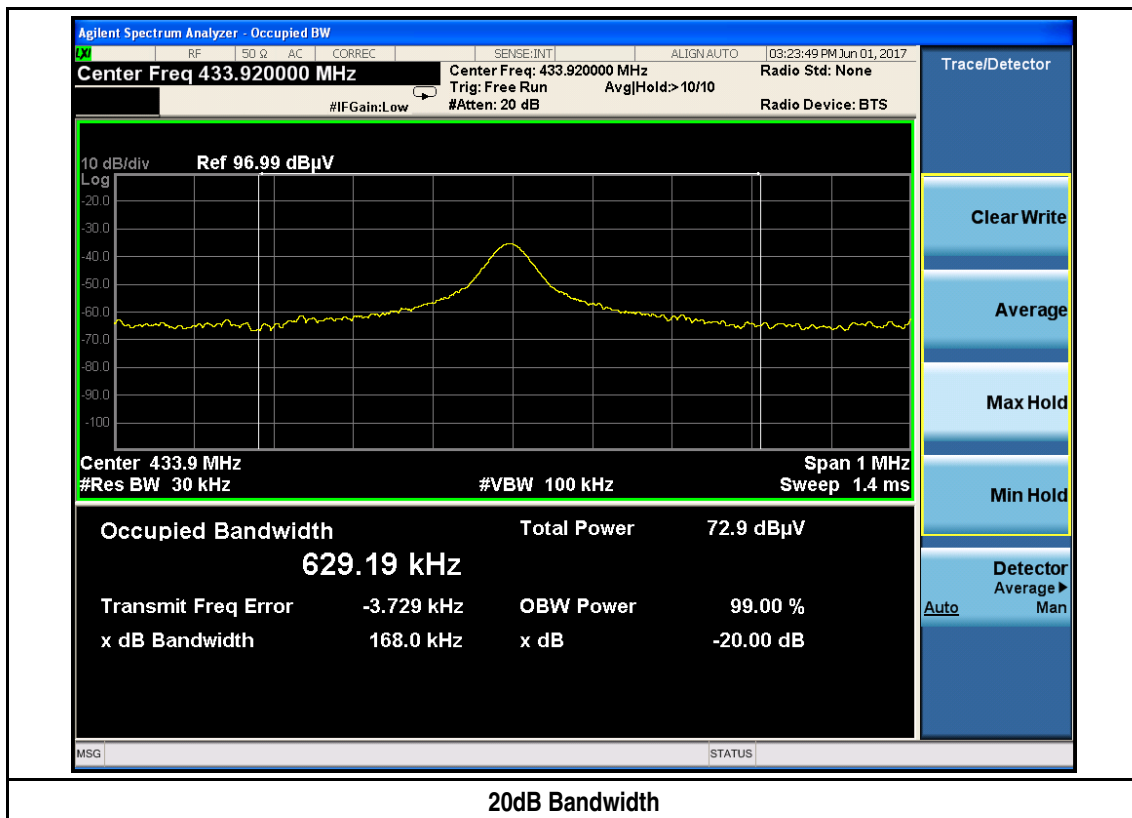 Agilent Spectrum Analyzer - Occupied BW
LXI RF 50 Ω AC CORREC SENSE:INT ALIGN AUTO 03:23:49 PM Jun 01, 2017
Center Freq 433.920000 MHz
Center Freq: 433.920000 MHz
Radio Std: None
Trig: Free Run Avg|Hold:> 10/10
#IFGain:Low #Atten: 20 dB Radio Device: BTS
Trace/Detector
10 dB/div Ref 96.99 dBµV
Log
-20.0
-30.0
-40.0
-50.0
-60.0
-70.0
-80.0
-90.0
-100
Center 433.9 MHz Span 1 MHz
#Res BW 30 kHz #VBW 100 kHz Sweep 1.4 ms
Clear Write
Average
Max Hold
Min Hold
Detector
Average▶
Auto Man
Occupied Bandwidth Total Power 72.9 dBµV
629.19 kHz
Transmit Freq Error -3.729 kHz OBW Power 99.00 %
x dB Bandwidth 168.0 kHz x dB -20.00 dB
MSG STATUS
20dB Bandwidth